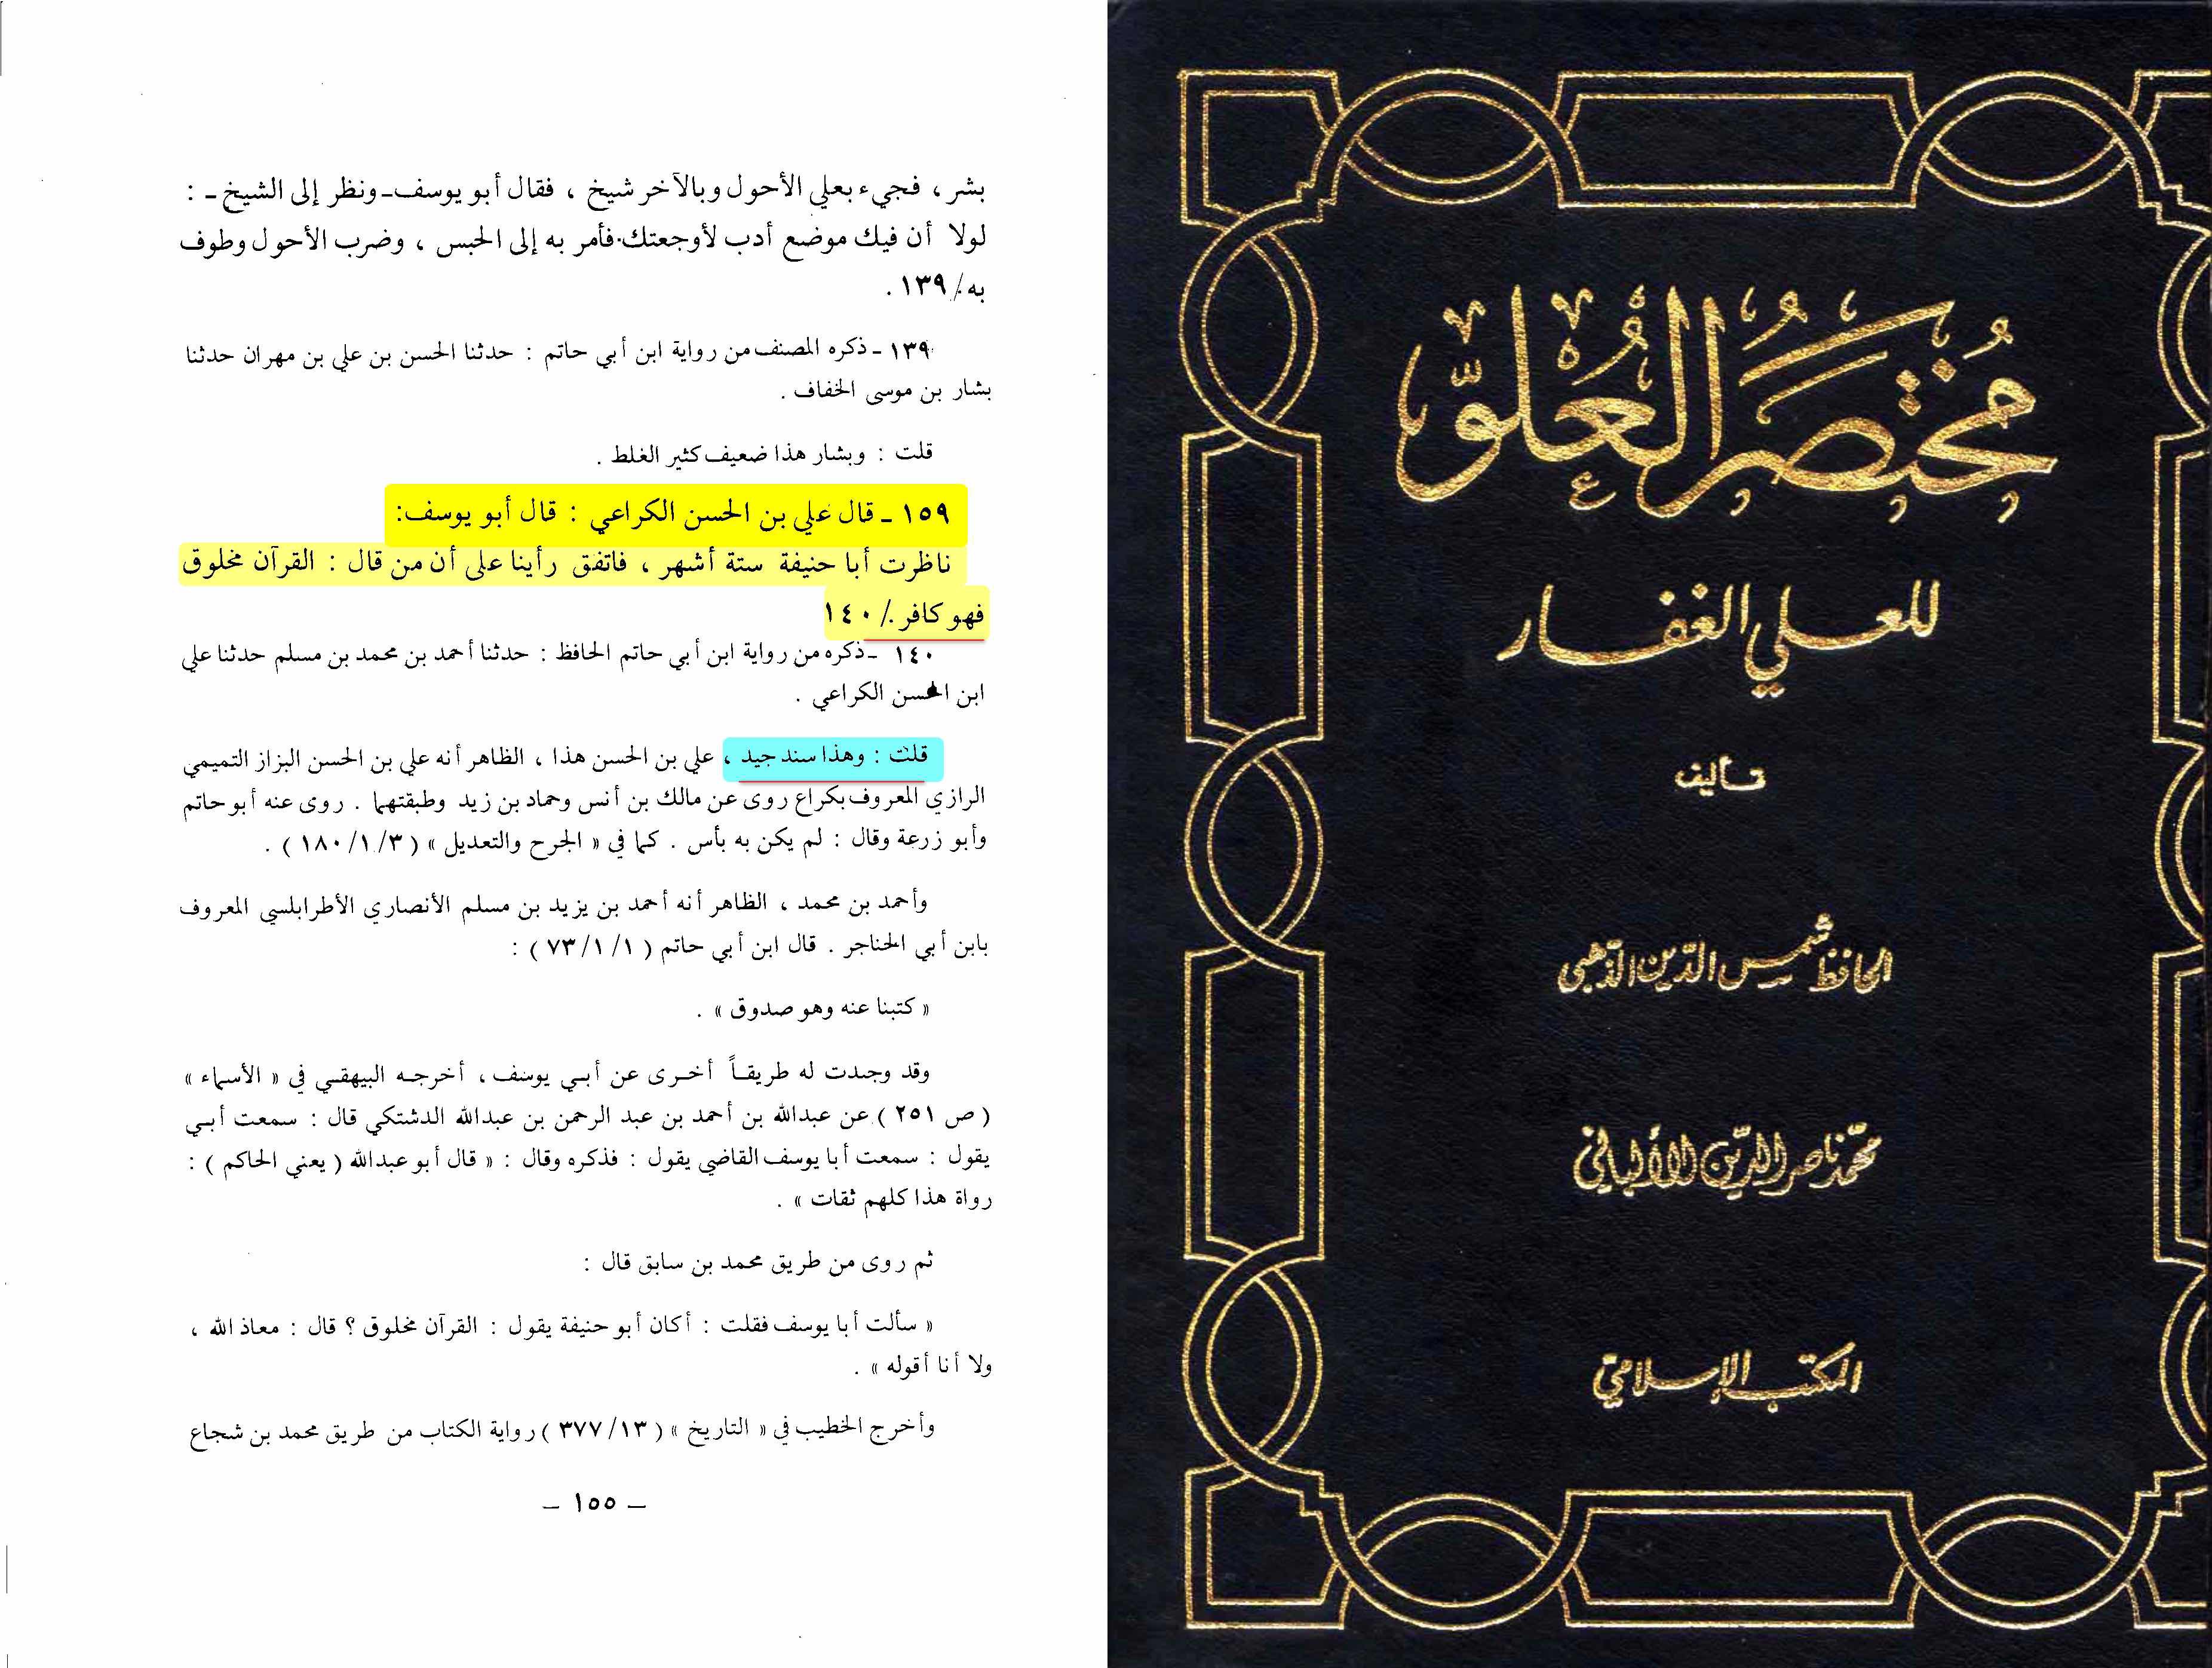 بشر ، فجيء بعلي الأحول وبالآخر شيخ ، فقال أبو يوسف ـ ونظر إلى الشيخ ـ :
لولا أن فيك موضع أدب لأوجعتك. فأمر به إلى الحبس ، وضرب الأحول وطوف
به ./١٣٩ .
١٣٩ ـ ذكره المصنف من رواية ابن أبي حاتم : حدثنا الحسن بن علي بن مهران حدثنا
بشار بن موسى الخفاف .
قلت : وبشار هذا ضعيف كثير الغلط .
١٥٩ ـ قال علي بن الحسن الكراعي : قال أبو يوسف:
ناظرت أبا حنيفة ستة أشهر ، فاتفق رأينا على أن من قال : القرآن مخلوق
فهو كافر ./ ١٤٠
١٤٠ ـ ذكره من رواية ابن أبي حاتم الحافظ : حدثنا أحمد بن محمد بن مسلم حدثنا علي
ابن الحسن الكراعي .
قلت : وهذا سند جيد ، علي بن الحسن هذا ، الظاهر أنه علي بن الحسن البزاز التميمي
الرازي المعروف بكراع روى عن مالك بن أنس وحماد بن زيد وطبقتهما . روى عنه أبو حاتم
وأبو زرعة وقال : لم يكن به بأس . كما في « الجرح والتعديل » ( ١٨٠/١/٣ ) .
وأحمد بن محمد ، الظاهر أنه أحمد بن يزيد بن مسلم الأنصاري الأطرابلسي المعروف
بابن أبي الحناجر . قال ابن أبي حاتم ( ٧٣/١/١ ) :
« كتبنا عنه وهو صدوق » .
وقد وجدت له طريقاً أخرى عن أبي يوسف ، أخرجه البيهقي في « الأسماء »
( ص ٢٥١ ) عن عبدالله بن أحمد بن عبد الرحمن بن عبدالله الدشتكي قال : سمعت أبي
يقول : سمعت أبا يوسف القاضي يقول : فذكره وقال : « قال أبو عبدالله ( يعني الحاكم ) :
رواة هذا كلهم ثقات » .
ثم روى من طريق محمد بن سابق قال :
« سألت أبا يوسف فقلت : أكان أبو حنيفة يقول : القرآن مخلوق ؟ قال : معاذ الله ،
ولا أنا أقوله » .
وأخرج الخطيب في « التاريخ » ( ٣٧٧/١٣ ) رواية الكتاب من طريق محمد بن شجاع
ـ ١٥٥ ـ
مُختصَرُ العُلوِّ
للعلي الغفار
تأليف
الحافظ شمس الدّين الذّهبي
محمّد ناصر الدّين الألباني
المكتب الإسلامي